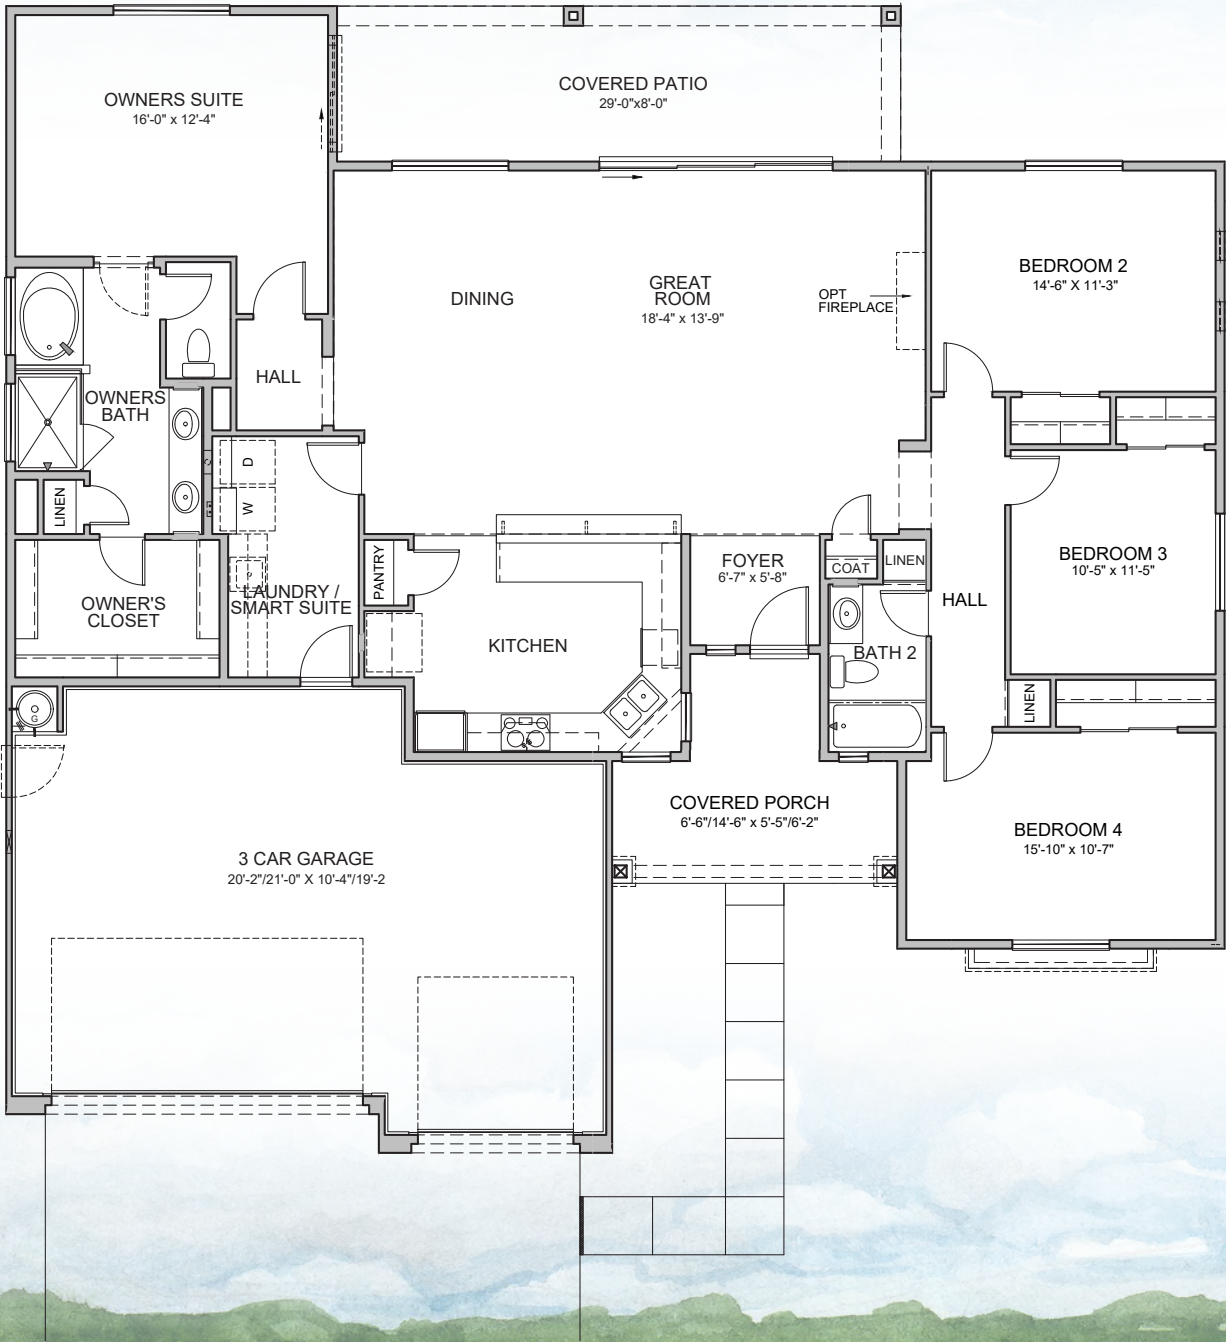 COVERED PATIO
29'-0"x8'-0"
OWNERS SUITE
16'-0" x 12'-4"
DINING
GREAT
ROOM
18'-4" x 13'-9"
OPT
FIREPLACE
BEDROOM 2
14'-6" X 11'-3"
HALL
OWNERS
BATH
D
W
LINEN
PANTRY
FOYER
6'-7" x 5'-8"
COAT
LINEN
BEDROOM 3
10'-5" x 11'-5"
HALL
OWNER'S
CLOSET
LAUNDRY /
SMART SUITE
KITCHEN
BATH 2
LINEN
G
COVERED PORCH
6'-6"/14'-6" x 5'-5"/6'-2"
BEDROOM 4
15'-10" x 10'-7"
3 CAR GARAGE
20'-2"/21'-0" X 10'-4"/19'-2